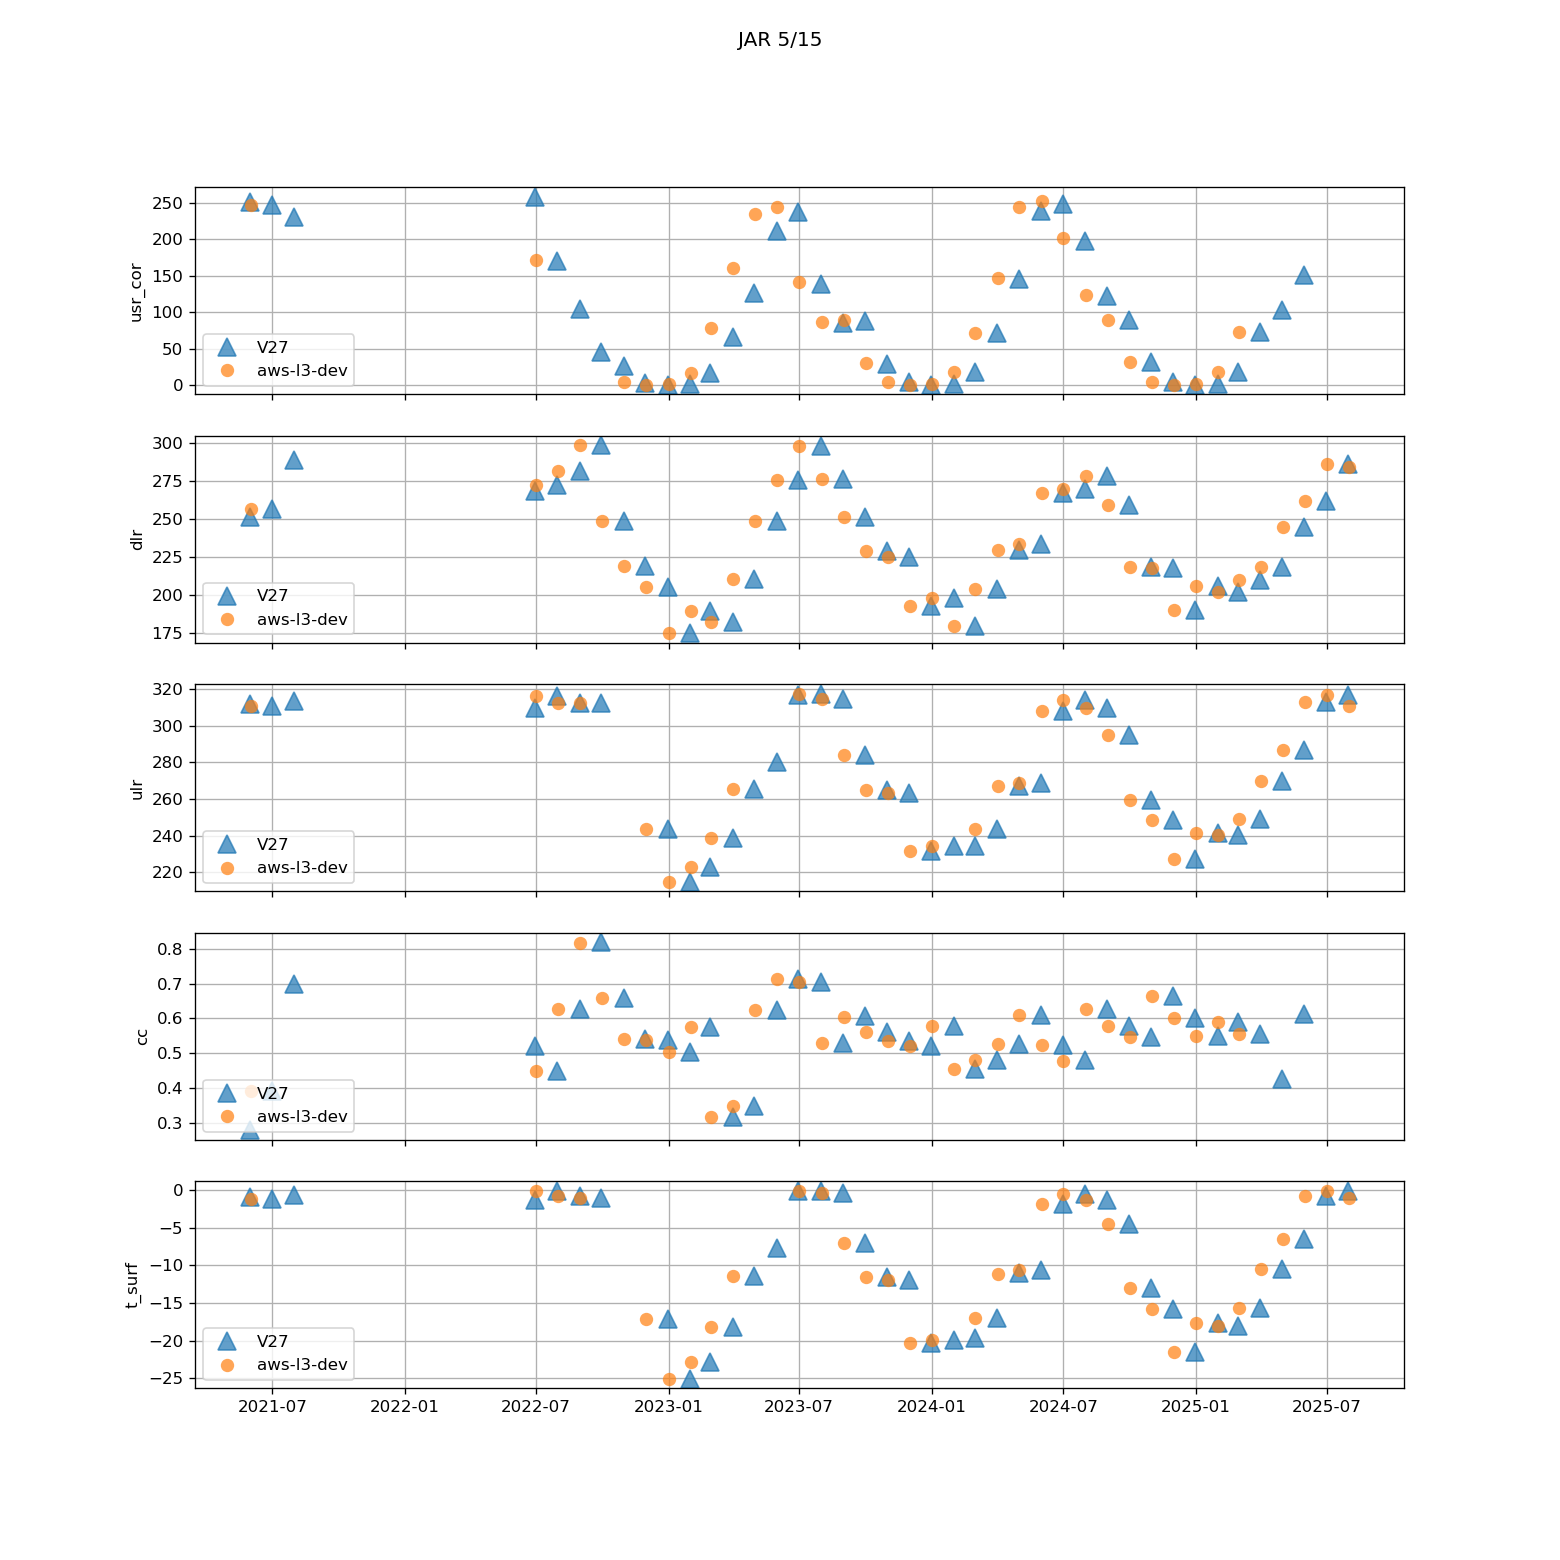 JAR 5/15
usr_cor
250
200
150
100
50
0
V27
aws-l3-dev
dlr
300
275
250
225
200
175
V27
aws-l3-dev
ulr
320
300
280
260
240
220
V27
aws-l3-dev
cc
0.8
0.7
0.6
0.5
0.4
0.3
V27
aws-l3-dev
t_surf
0
−5
−10
−15
−20
−25
V27
aws-l3-dev
2021-07 2022-01 2022-07 2023-01 2023-07 2024-01 2024-07 2025-01 2025-07